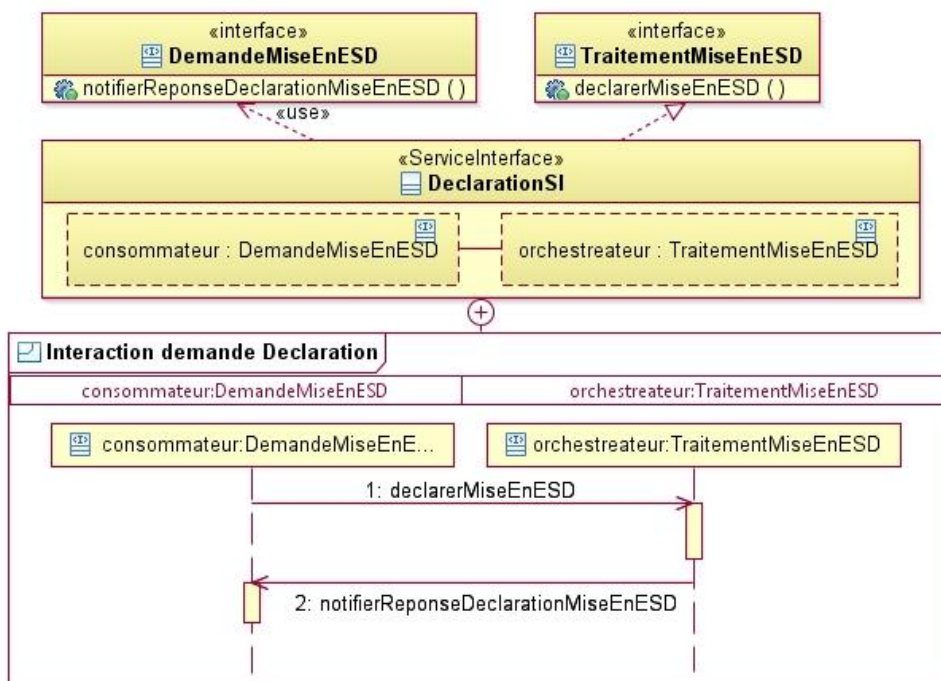 «interface»
DemandeMiseEnESD
notifierReponseDeclarationMiseEnESD ( )
«interface»
TraitementMiseEnESD
declarerMiseEnESD ( )
«use»
«ServiceInterface»
DeclarationSI
consommateur : DemandeMiseEnESD
orchestreateur : TraitementMiseEnESD
Interaction demande Declaration
consommateur:DemandeMiseEnESD
orchestreateur:TraitementMiseEnESD
consommateur:DemandeMiseEnE...
orchestreateur:TraitementMiseEnESD
1: declarerMiseEnESD
2: notifierReponseDeclarationMiseEnESD